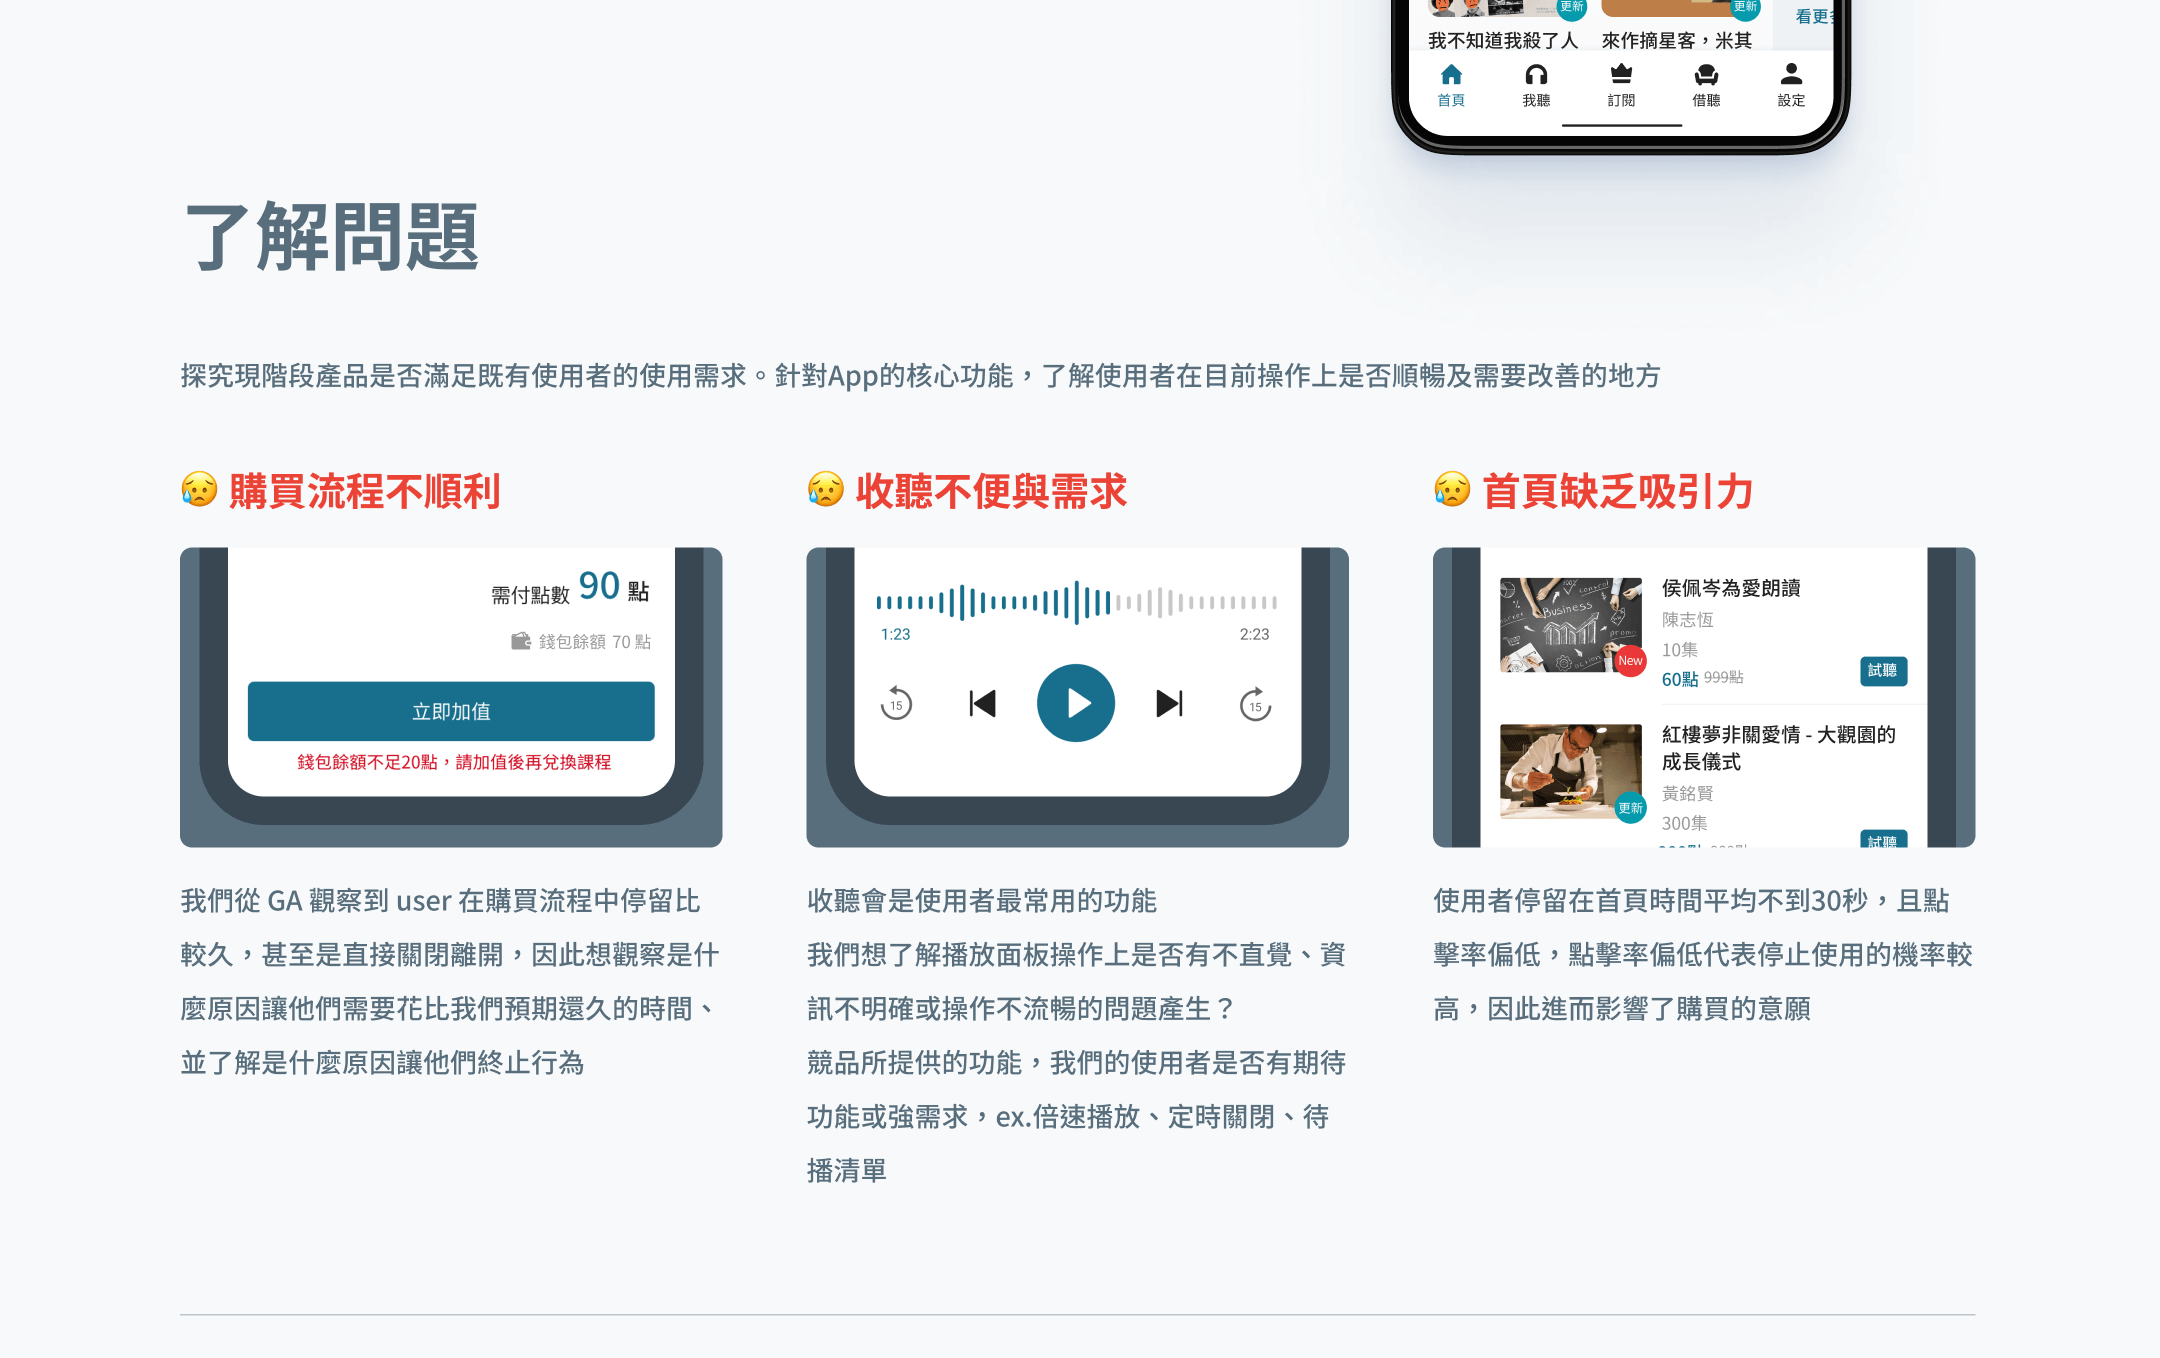 更新
更新
看更
我不知道我殺了人
來作摘星客，米其
首頁
我聽
訂閱
借聽
設定
了解問題
探究現階段產品是否滿足既有使用者的使用需求。針對App的核心功能，了解使用者在目前操作上是否順暢及需要改善的地方
😥 購買流程不順利
需付點數 90 點
錢包餘額 70 點
立即加值
錢包餘額不足20點，請加值後再兌換課程
我們從 GA 觀察到 user 在購買流程中停留比
較久，甚至是直接關閉離開，因此想觀察是什
麼原因讓他們需要花比我們預期還久的時間、
並了解是什麼原因讓他們終止行為
😥 收聽不便與需求
1:23
2:23
15
15
收聽會是使用者最常用的功能
我們想了解播放面板操作上是否有不直覺、資
訊不明確或操作不流暢的問題產生？
競品所提供的功能，我們的使用者是否有期待
功能或強需求，ex.倍速播放、定時關閉、待
播清單
😥 首頁缺乏吸引力
Business
control
promo
action
New
侯佩岑為愛朗讀
陳志恆
10集
60點 999點
試聽
更新
紅樓夢非關愛情 - 大觀園的
成長儀式
黃銘賢
300集
試聽
使用者停留在首頁時間平均不到30秒，且點
擊率偏低，點擊率偏低代表停止使用的機率較
高，因此進而影響了購買的意願